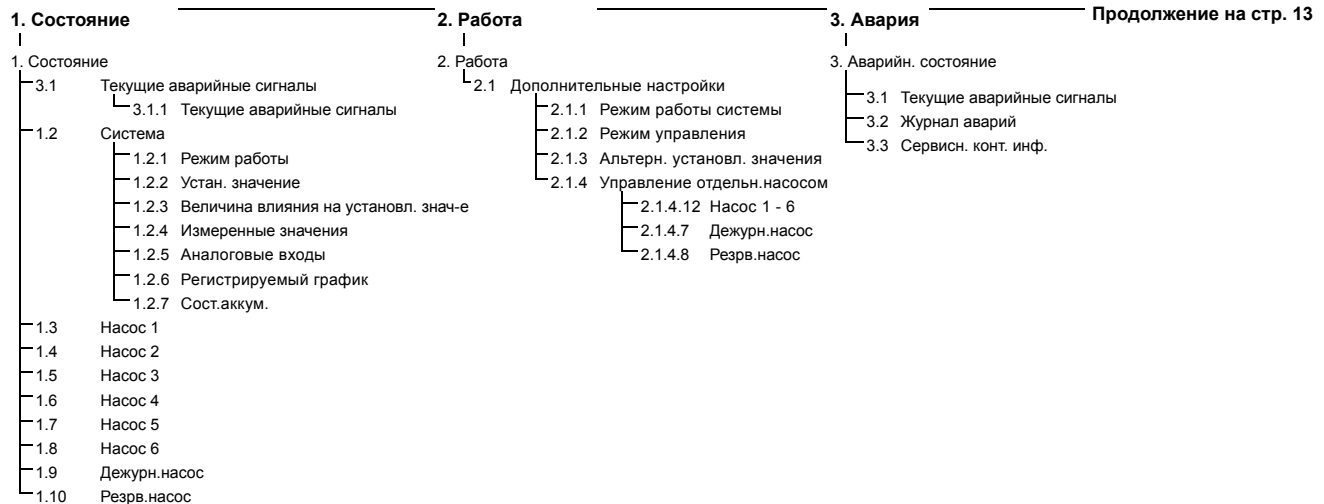 1. Состояние
2. Работа
3. Авария
Продолжение на стр. 13
1. Состояние
3.1 Текущие аварийные сигналы
3.1.1 Текущие аварийные сигналы
1.2 Система
1.2.1 Режим работы
1.2.2 Устан. значение
1.2.3 Величина влияния на установл. знач-е
1.2.4 Измеренные значения
1.2.5 Аналоговые входы
1.2.6 Регистрируемый график
1.2.7 Сост.аккум.
1.3 Насос 1
1.4 Насос 2
1.5 Насос 3
1.6 Насос 4
1.7 Насос 5
1.8 Насос 6
1.9 Дежурн.насос
1.10 Резрв.насос
2. Работа
2.1 Дополнительные настройки
2.1.1 Режим работы системы
2.1.2 Режим управления
2.1.3 Альтерн. установл. значения
2.1.4 Управление отдельн.насосом
2.1.4.12 Насос 1 - 6
2.1.4.7 Дежурн.насос
2.1.4.8 Резрв.насос
3. Аварийн. состояние
3.1 Текущие аварийные сигналы
3.2 Журнал аварий
3.3 Сервисн. конт. инф.